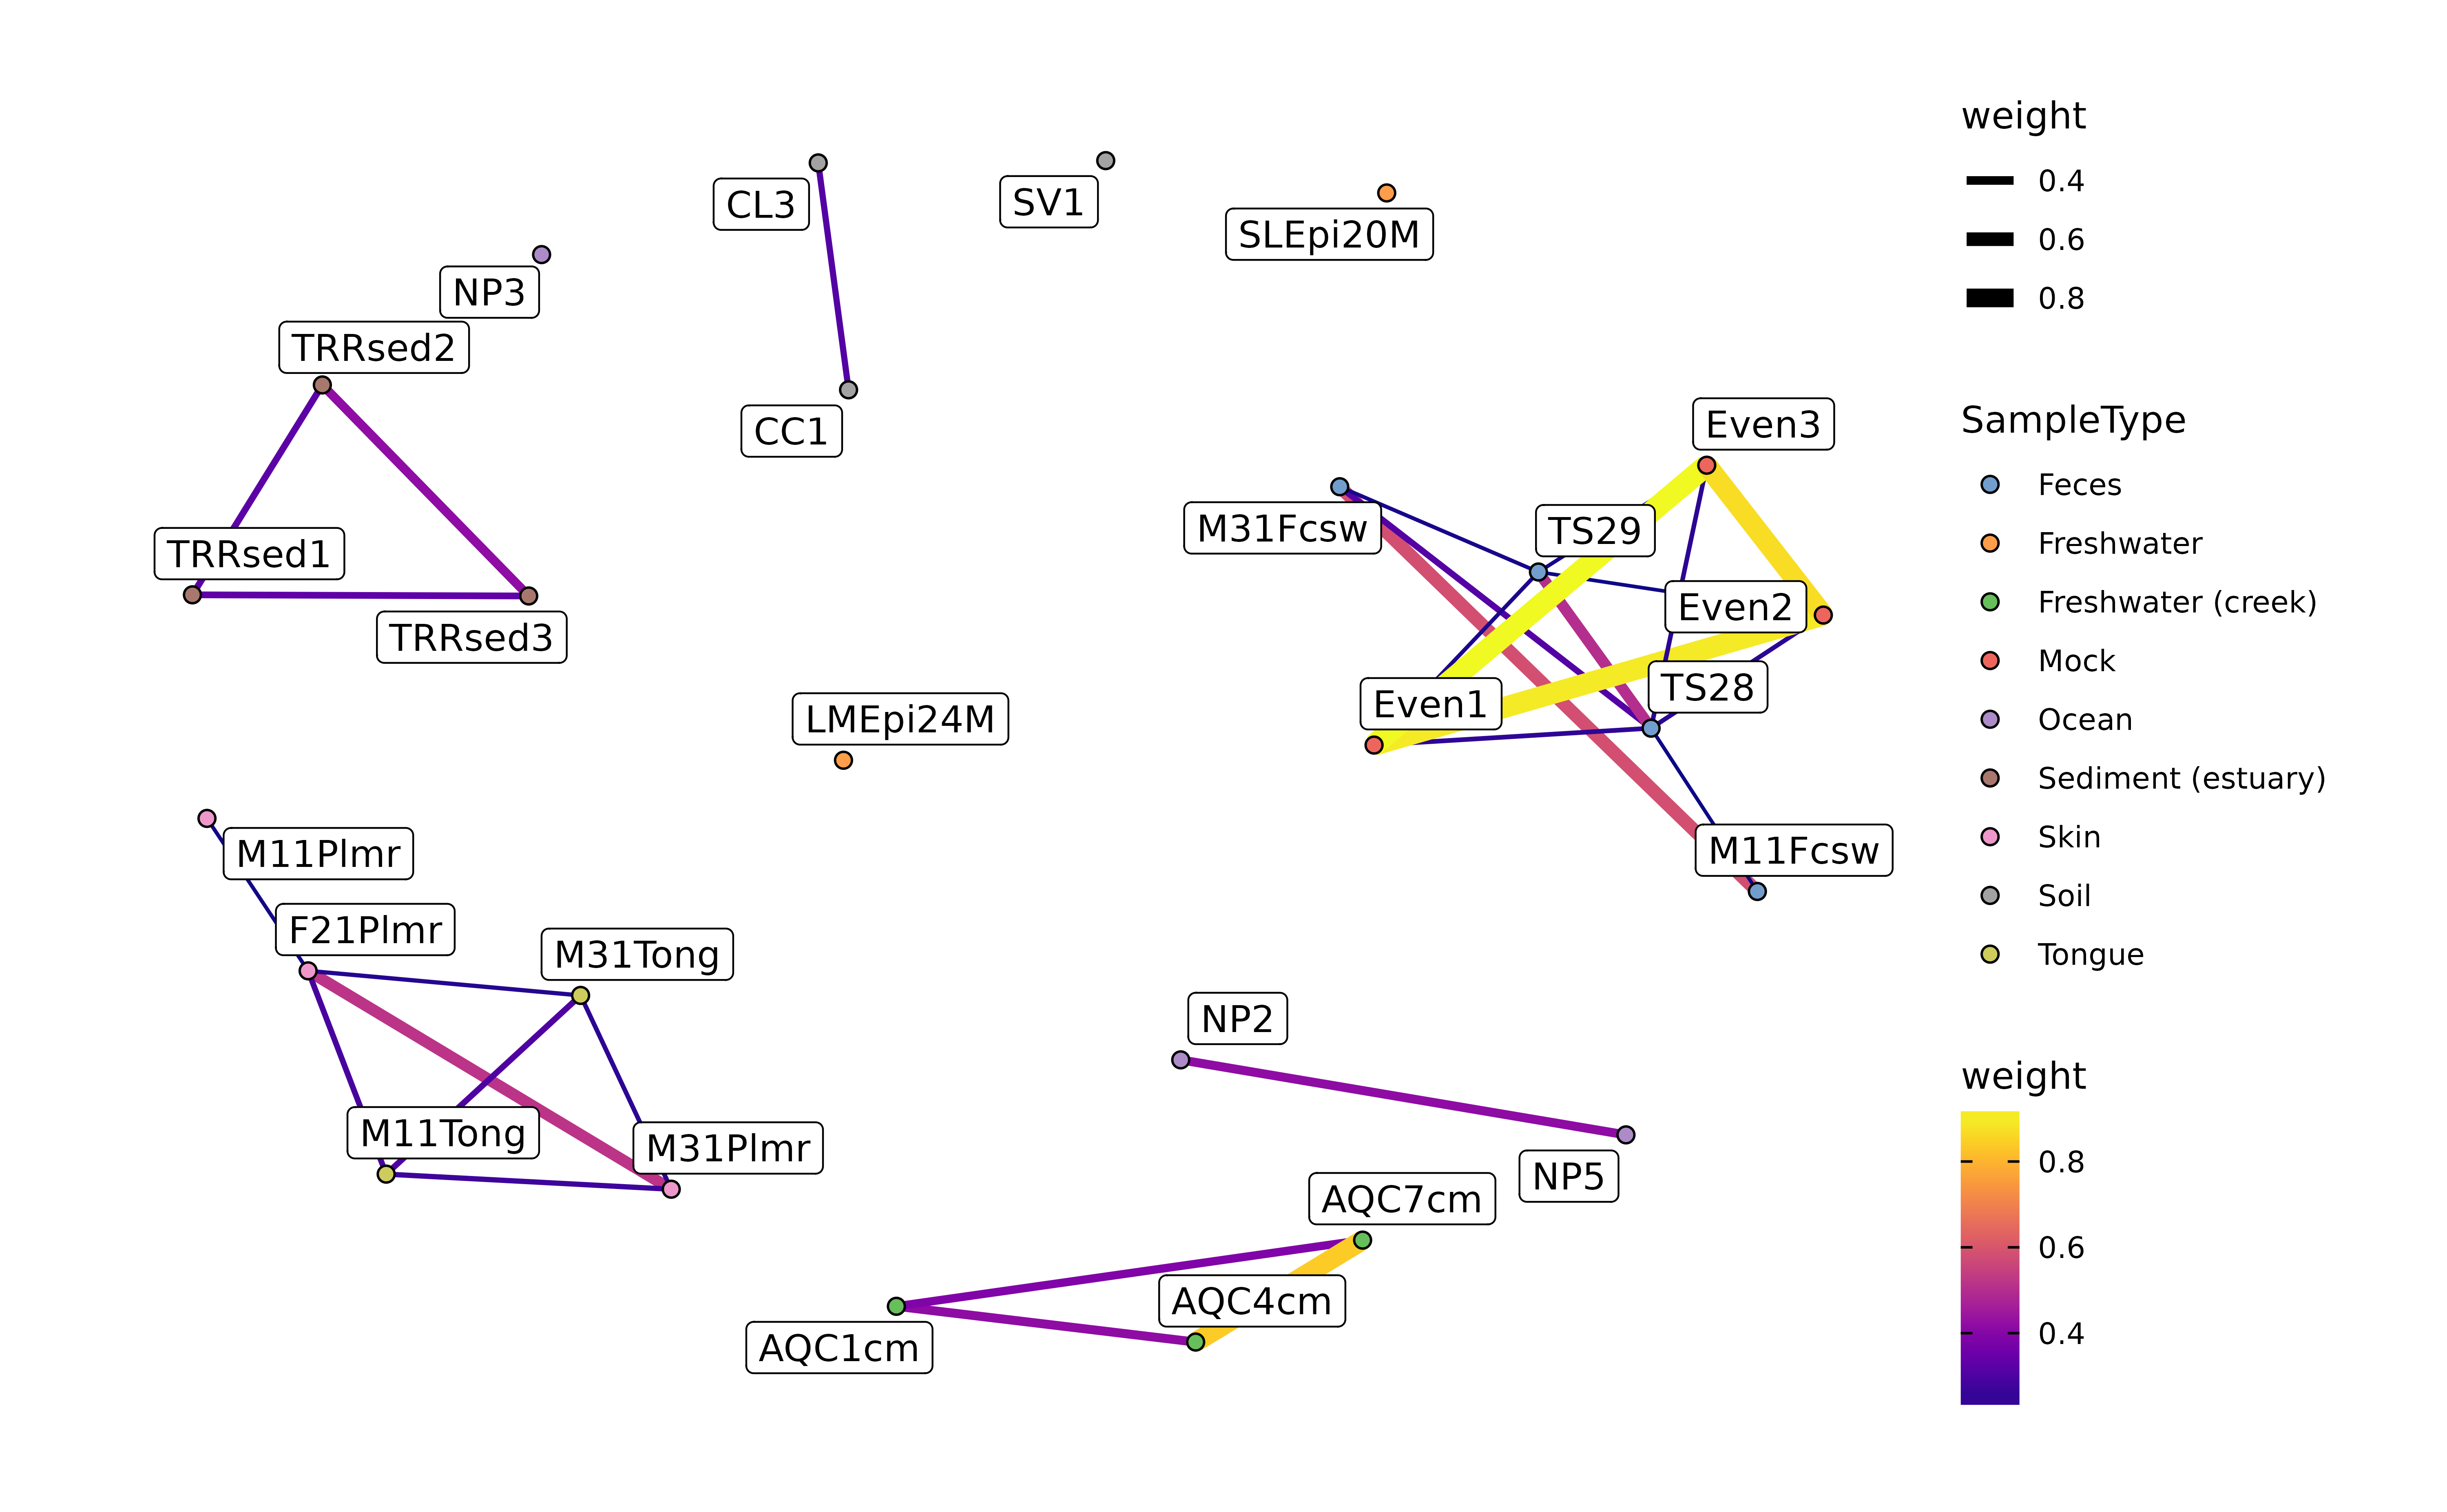 CL3
SV1
SLEpi20M
NP3
TRRsed2
CC1
Even3
M31Fcsw
TS29
TRRsed1
Even2
TRRsed3
TS28
Even1
LMEpi24M
M11Plmr
M11Fcsw
F21Plmr
M31Tong
NP2
M11Tong
M31Plmr
NP5
AQC7cm
AQC4cm
AQC1cm
weight
0.4
0.6
0.8
SampleType
Feces
Freshwater
Freshwater (creek)
Mock
Ocean
Sediment (estuary)
Skin
Soil
Tongue
weight
0.8
0.6
0.4